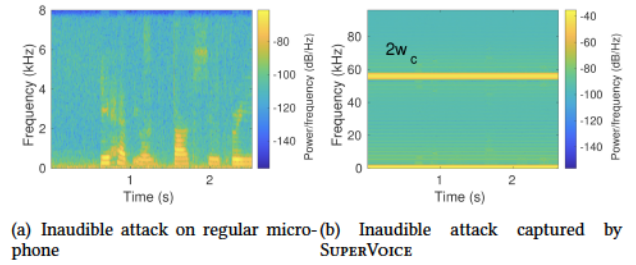 8
6
4
2
0
Frequency (kHz)
1
2
Time (s)
-80
-100
-120
-140
Power/frequency (dB/Hz)
80
60
40
20
0
Frequency (kHz)
2w_c
1
2
Time (s)
-40
-60
-80
-100
-120
-140
Power/frequency (dB/Hz)
(a) Inaudible attack on regular micro-
phone
(b) Inaudible attack captured by
SUPERVOICE